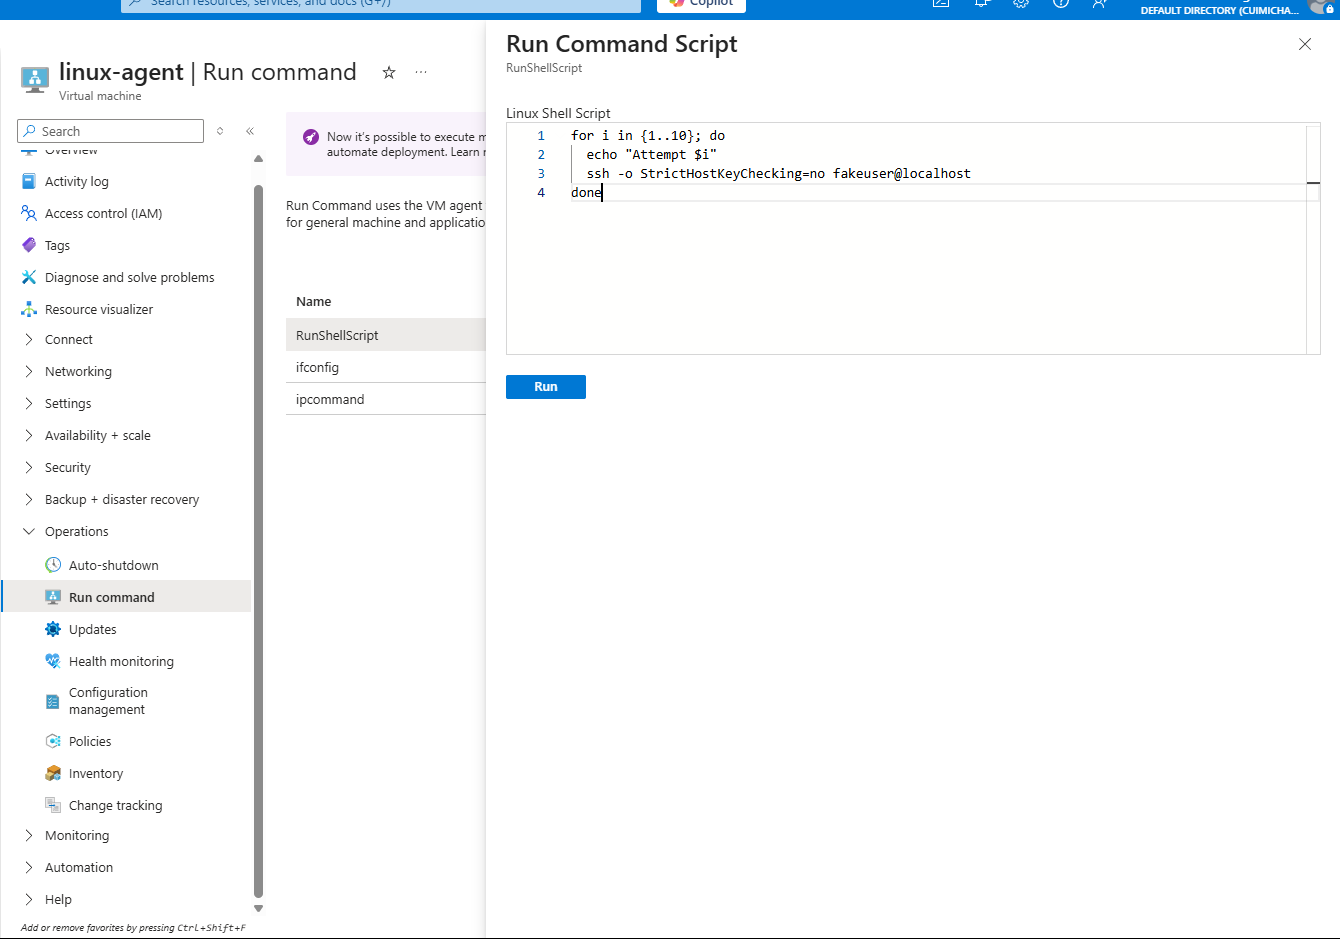 Search resources, services, and docs (G+/)
Copilot
DEFAULT DIRECTORY (CUIMICHA...
linux-agent | Run command
Virtual machine
Search
Overview
Activity log
Access control (IAM)
Tags
Diagnose and solve problems
Resource visualizer
Connect
Networking
Settings
Availability + scale
Security
Backup + disaster recovery
Operations
Auto-shutdown
Run command
Updates
Health monitoring
Configuration
management
Policies
Inventory
Change tracking
Monitoring
Automation
Help
Add or remove favorites by pressing Ctrl+Shift+F
Now it's possible to execute m
automate deployment. Learn
Run Command uses the VM agent
for general machine and applicatio
Name
RunShellScript
ifconfig
ipcommand
Run Command Script
RunShellScript
Linux Shell Script
1 for i in {1..10}; do
2 echo "Attempt $i"
3 ssh -o StrictHostKeyChecking=no fakeuser@localhost
4 done
Run